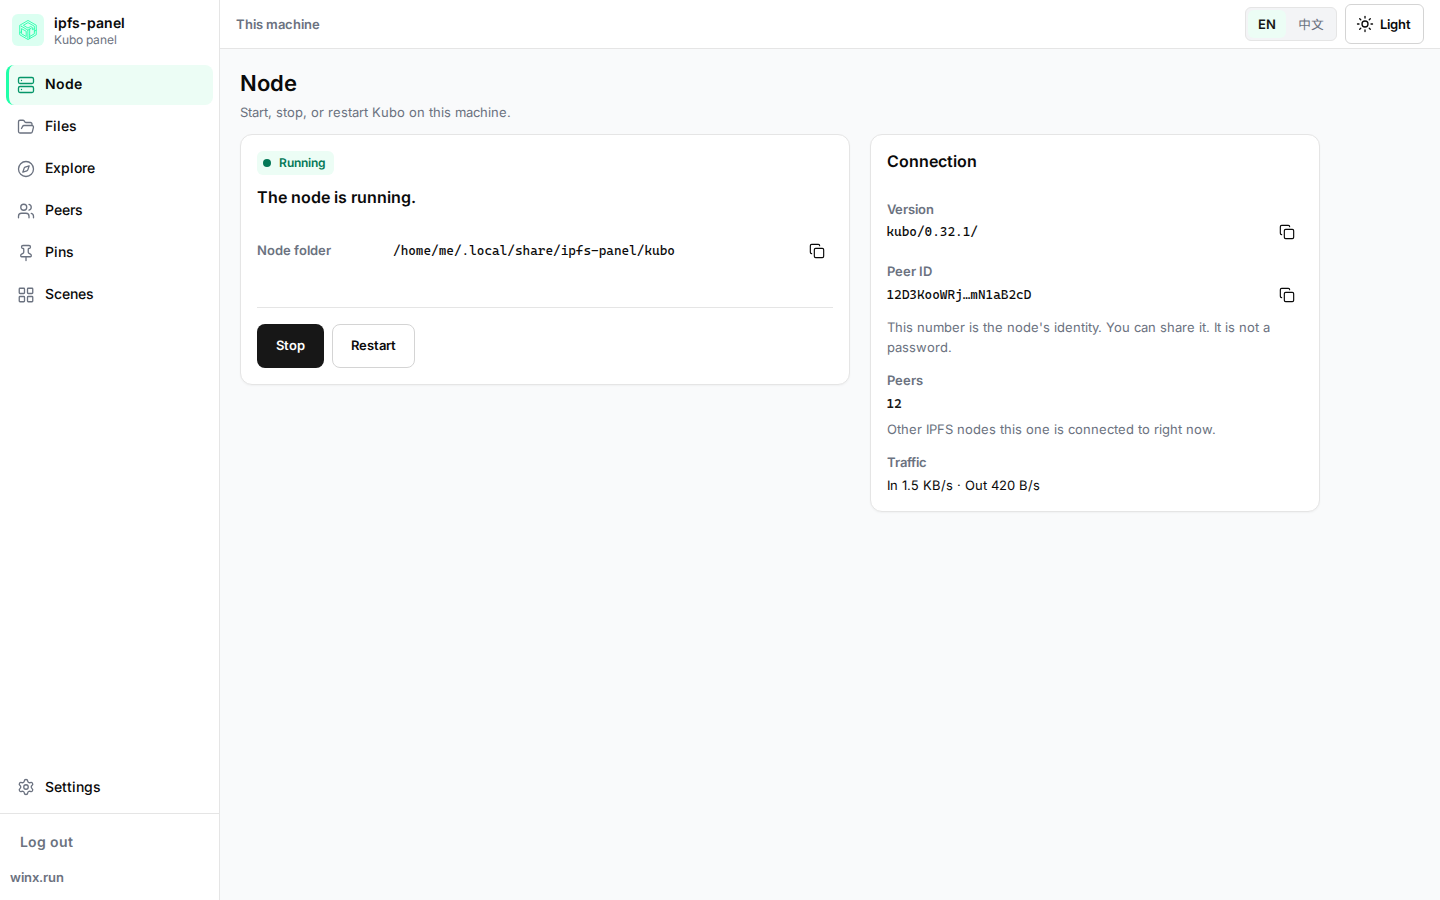 ipfs-panel
Kubo panel
Node
Files
Explore
Peers
Pins
Scenes
Settings
Log out
winx.run
This machine
EN
中文
Light
Node
Start, stop, or restart Kubo on this machine.
Running
The node is running.
Node folder
/home/me/.local/share/ipfs-panel/kubo
Stop
Restart
Connection
Version
kubo/0.32.1/
Peer ID
12D3KooWRj…mN1aB2cD
This number is the node's identity. You can share it. It is not a
password.
Peers
12
Other IPFS nodes this one is connected to right now.
Traffic
In 1.5 KB/s · Out 420 B/s